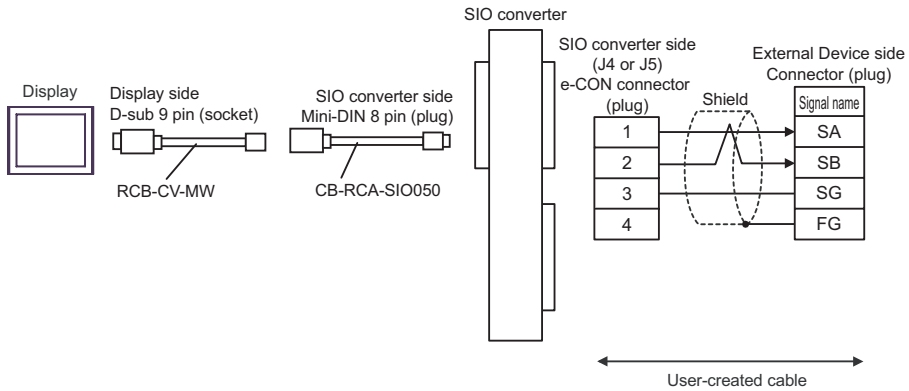 SIO converter
Display
Display side
D-sub 9 pin (socket)
RCB-CV-MW
SIO converter side
Mini-DIN 8 pin (plug)
CB-RCA-SIO050
SIO converter side
(J4 or J5)
e-CON connector
(plug)
1
2
3
4
Shield
External Device side
Connector (plug)
Signal name
SA
SB
SG
FG
User-created cable